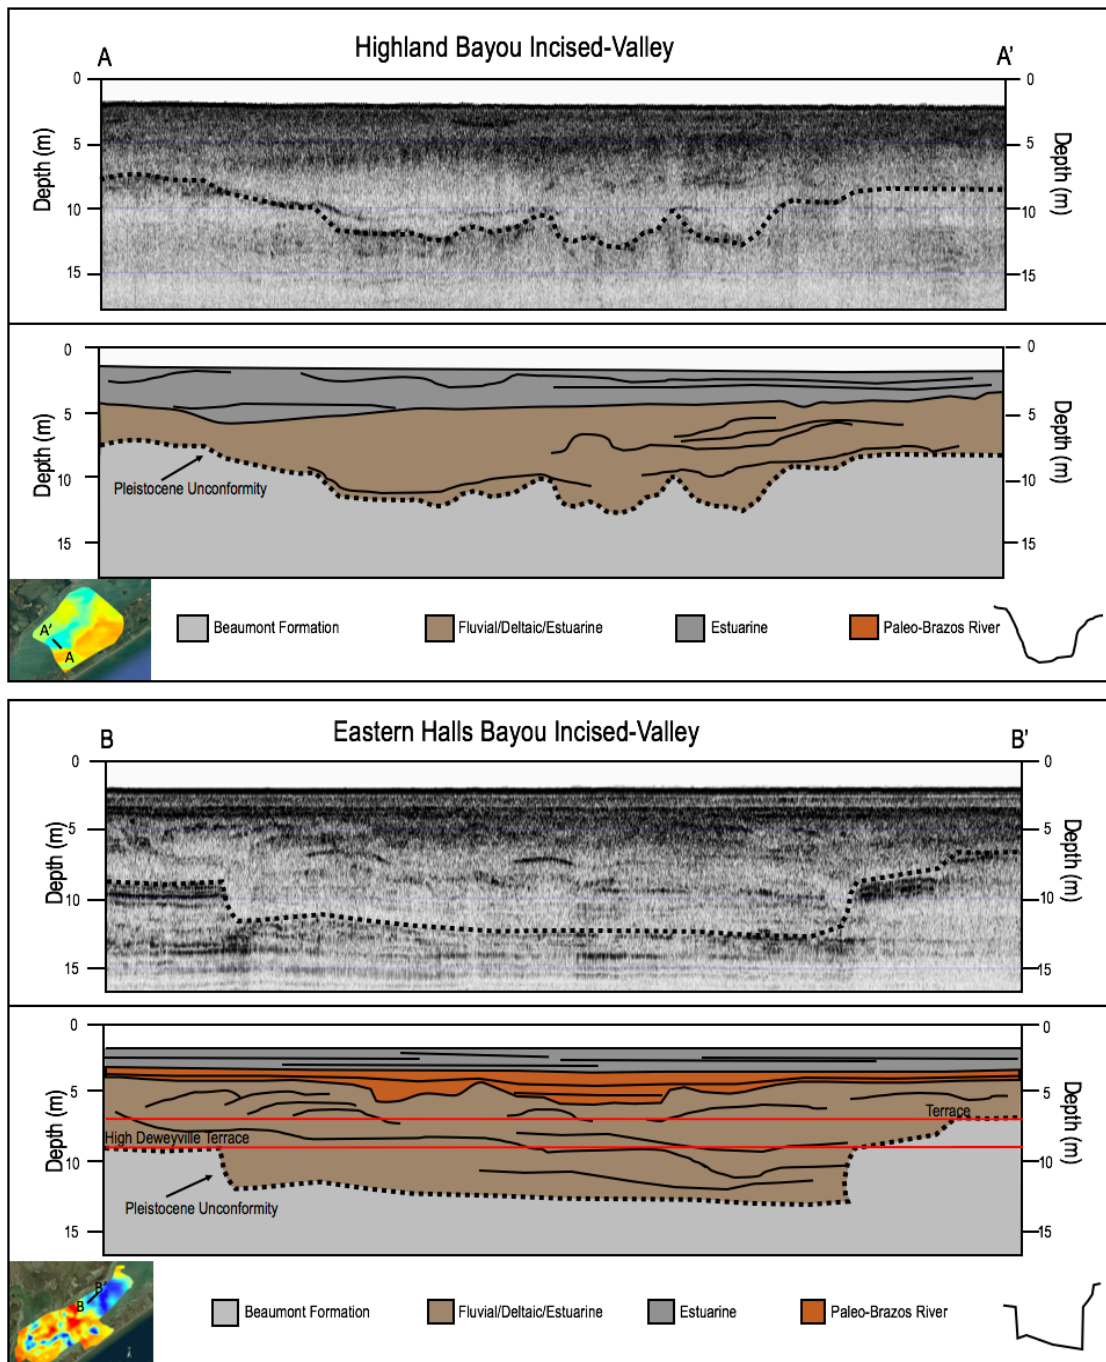 Highland Bayou Incised-Valley
A A'
0 0
5 5
10 10
15 15
Depth (m) Depth (m)
0 0
5 5
10 10
15 15
Depth (m) Depth (m)
Pleistocene Unconformity
A'
A
Beaumont Formation Fluvial/Deltaic/Estuarine Estuarine Paleo-Brazos River
Eastern Halls Bayou Incised-Valley
B B'
0 0
5 5
10 10
15 15
Depth (m) Depth (m)
0 0
5 5
Terrace
High Deweyville Terrace
10 10
Pleistocene Unconformity
15 15
Depth (m) Depth (m)
B'
B
Beaumont Formation Fluvial/Deltaic/Estuarine Estuarine Paleo-Brazos River